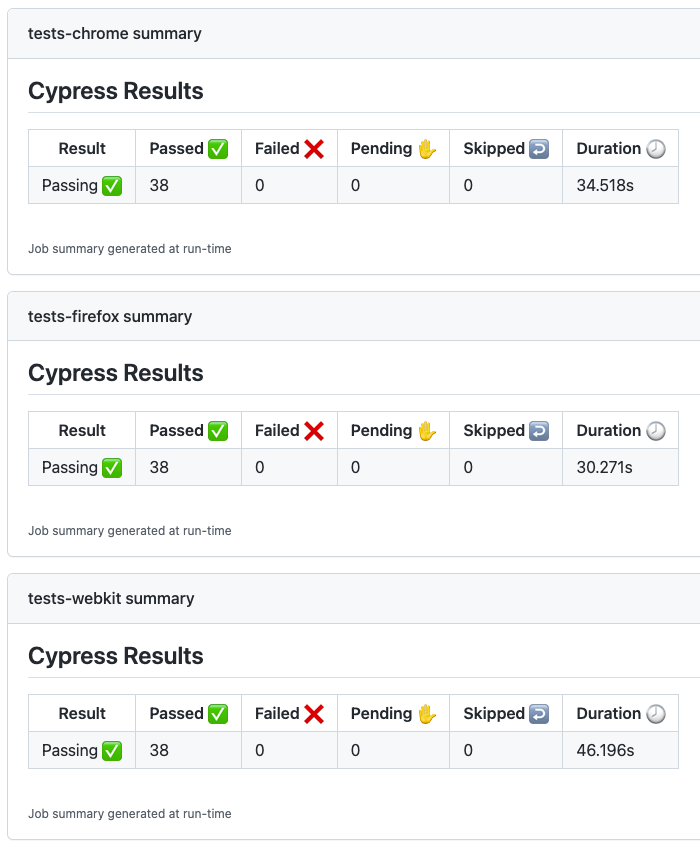 tests-chrome summary
Cypress Results
Result Passed ✅ Failed ❌ Pending ✋ Skipped ↩️ Duration 🕗
Passing ✅ 38 0 0 0 34.518s
Job summary generated at run-time
tests-firefox summary
Cypress Results
Result Passed ✅ Failed ❌ Pending ✋ Skipped ↩️ Duration 🕗
Passing ✅ 38 0 0 0 30.271s
Job summary generated at run-time
tests-webkit summary
Cypress Results
Result Passed ✅ Failed ❌ Pending ✋ Skipped ↩️ Duration 🕗
Passing ✅ 38 0 0 0 46.196s
Job summary generated at run-time